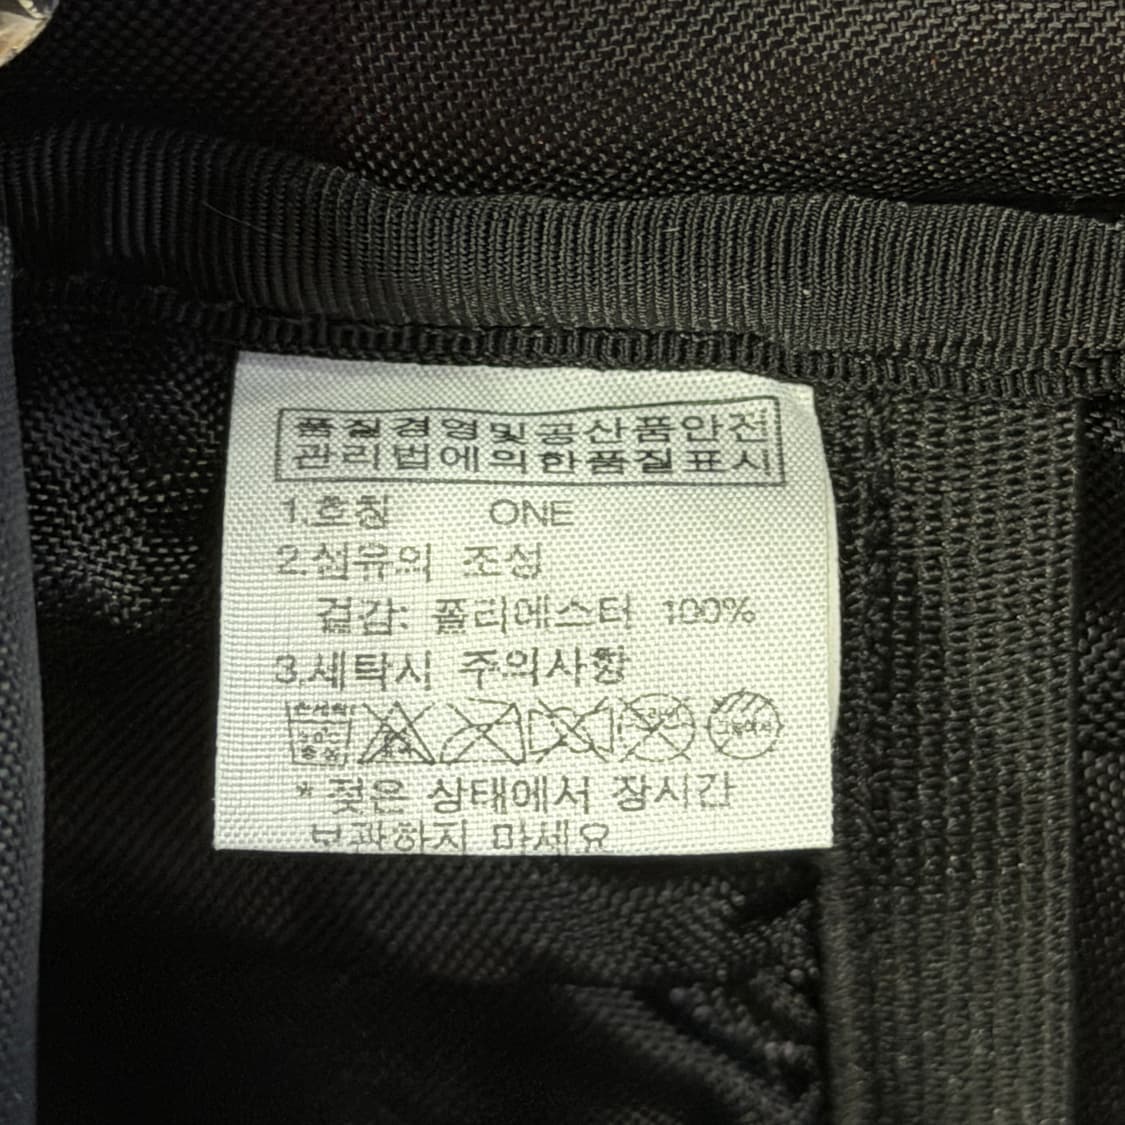 품질경영및공산품안전
관리법에의한품질표시
1.호칭 ONE
2.섬유의 조성
겉감: 폴리에스터 100%
3.세탁시 주의사항
* 젖은 상태에서 장시간
보관하지 마세요